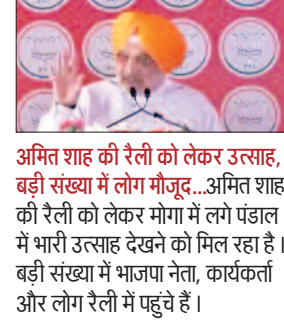 अमित शाह की रैली को लेकर उत्साह,
बड़ी संख्या में लोग मौजूद...अमित शाह
की रैली को लेकर मोगा में लगे पंडाल
में भारी उत्साह देखने को मिल रहा है।
बड़ी संख्या में भाजपा नेता, कार्यकर्ता
और लोग रैली में पहुंचे हैं।